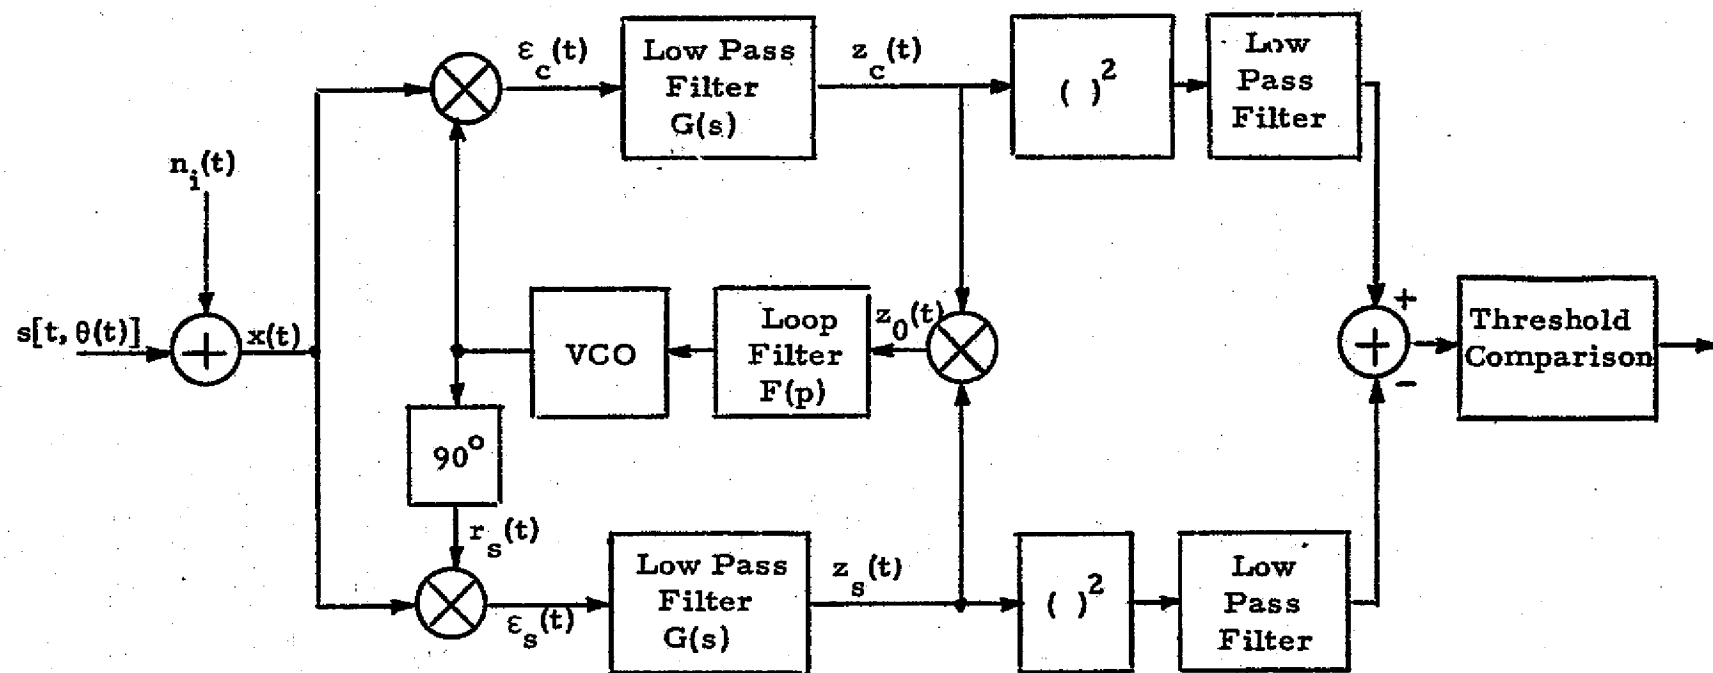 ε_c(t)
Low Pass
Filter
G(s)
z_c(t)
( )^2
Low
Pass
Filter
n_i(t)
s[t, θ(t)]
+
x(t)
VCO
Loop
Filter
F(p)
z_0(t)
+
+
−
Threshold
Comparison
90°
r_s(t)
ε_s(t)
Low Pass
Filter
G(s)
z_s(t)
( )^2
Low
Pass
Filter